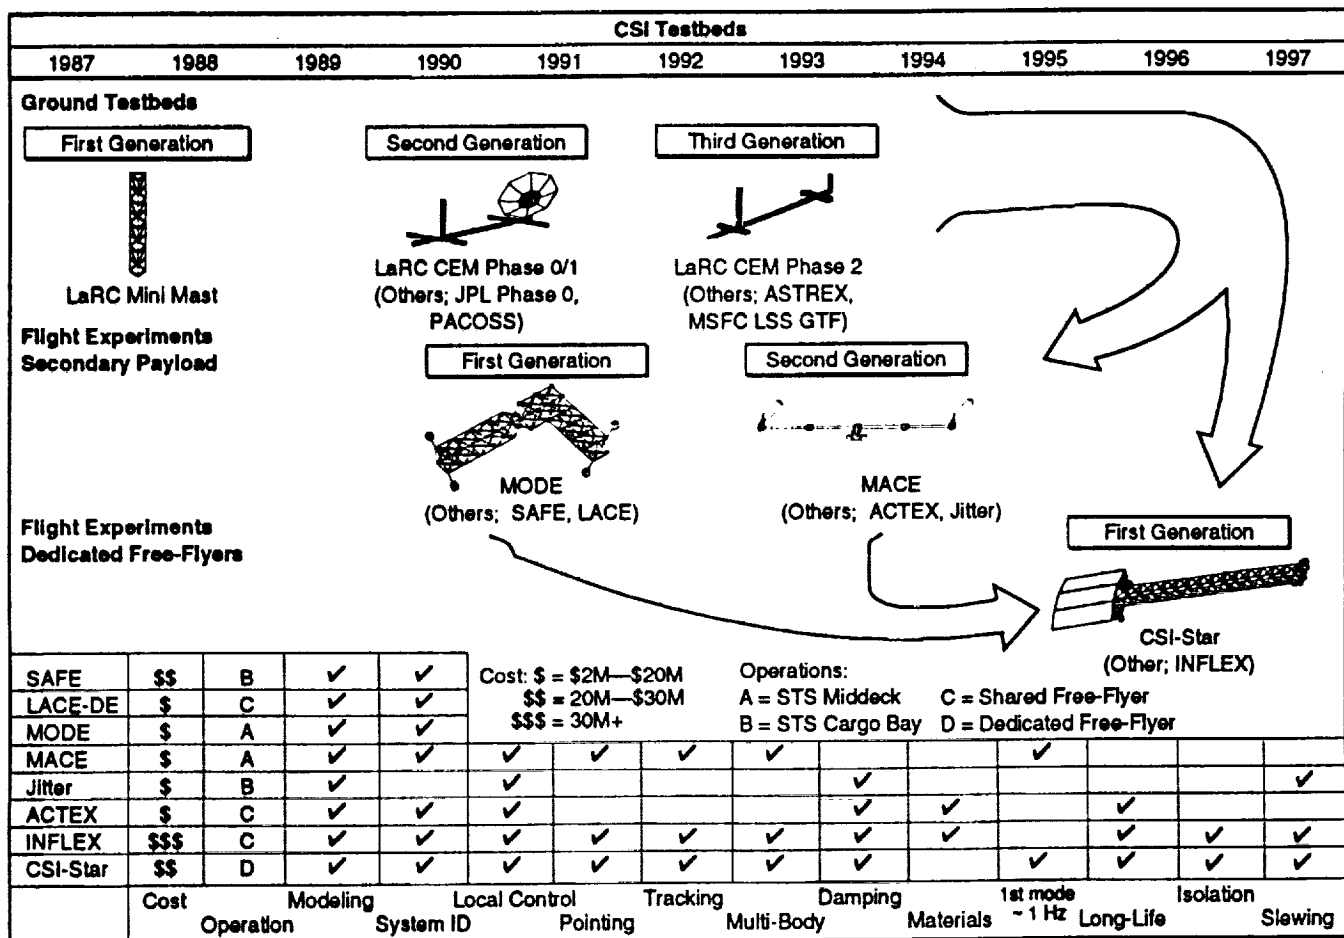 CSI Testbeds
1987 1988 1989 1990 1991 1992 1993 1994 1995 1996 1997
Ground Testbeds
First Generation Second Generation Third Generation
LaRC Mini Mast
LaRC CEM Phase 0/1
(Others; JPL Phase 0,
PACOSS)
LaRC CEM Phase 2
(Others; ASTREX,
MSFC LSS GTF)
Flight Experiments
Secondary Payload
First Generation Second Generation
MODE
(Others; SAFE, LACE)
MACE
(Others; ACTEX, Jitter)
Flight Experiments
Dedicated Free-Flyers
First Generation
CSI-Star
(Other; INFLEX)
Cost: $ = $2M—$20M
$$ = 20M—$30M
$$$ = 30M+
Operations:
A = STS Middeck C = Shared Free-Flyer
B = STS Cargo Bay D = Dedicated Free-Flyer
SAFE $$ B ✓ ✓
LACE-DE $ C ✓ ✓
MODE $ A ✓ ✓
MACE $ A ✓ ✓ ✓ ✓ ✓ ✓ ✓
Jitter $ B ✓ ✓ ✓ ✓
ACTEX $ C ✓ ✓ ✓ ✓ ✓ ✓
INFLEX $$$ C ✓ ✓ ✓ ✓ ✓ ✓ ✓ ✓ ✓ ✓ ✓
CSI-Star $$ D ✓ ✓ ✓ ✓ ✓ ✓ ✓ ✓ ✓ ✓ ✓
Cost Modeling Local Control Tracking Damping 1st mode Isolation
~ 1 Hz
Operation System ID Pointing Multi-Body Materials Long-Life Slewing